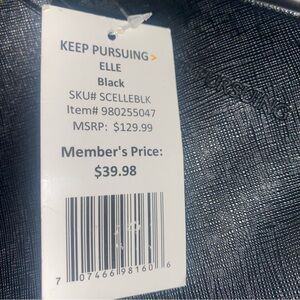 KEEP PURSUING >
ELLE
Black
SKU# SCELLEBLK
Item# 980255047
MSRP: $129.99
Member's Price:
$39.98
7 07466 98160 6